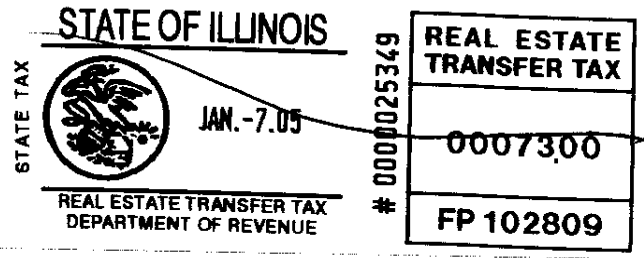 STATE OF ILLINOIS
STATE TAX
JAN.-7.05
REAL ESTATE TRANSFER TAX
DEPARTMENT OF REVENUE
# 0000025349
REAL ESTATE
TRANSFER TAX
0007300
FP 102809